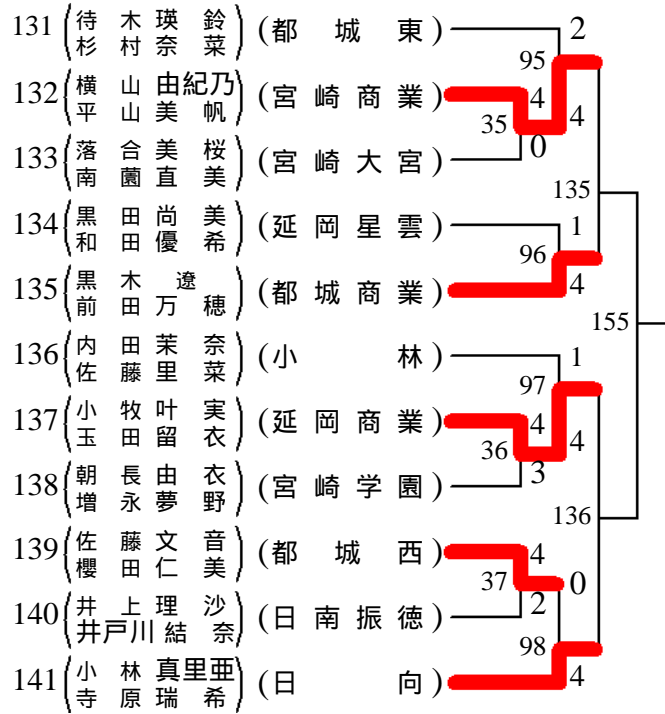 131 (待木瑛鈴 杉村奈菜) (都城東) 2
95
132 (横山由紀乃 平山美帆) (宮崎商業) 4 4
35 0
133 (落合美桜 南薗直美) (宮崎大宮)
135
134 (黒田尚美 和田優希) (延岡星雲) 1
96
135 (黒木遼 前田万穂) (都城商業) 4
155
136 (内田茉奈 佐藤里菜) (小林) 1
97
137 (小牧叶実 玉田留衣) (延岡商業) 4 4
36 3
138 (朝長由衣 増永夢野) (宮崎学園)
136
139 (佐藤文音 櫻田仁美) (都城西) 4
37 0
140 (井上理沙 井戸川結奈) (日南振徳) 2
98
141 (小林真里亜 寺原瑞希) (日向) 4